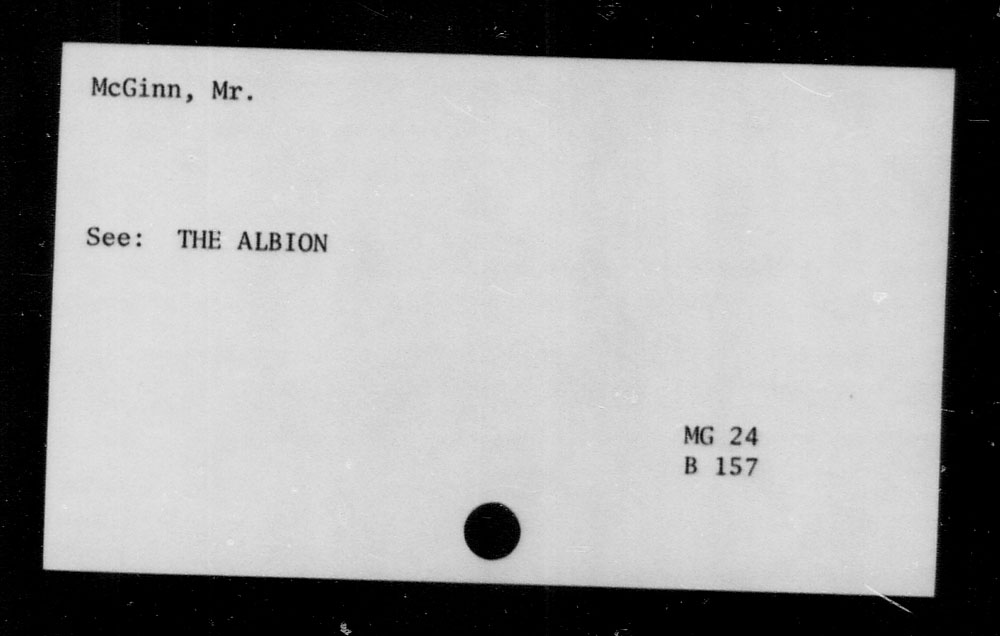 McGinn, Mr.
See: THE ALBION
MG 24
B 157